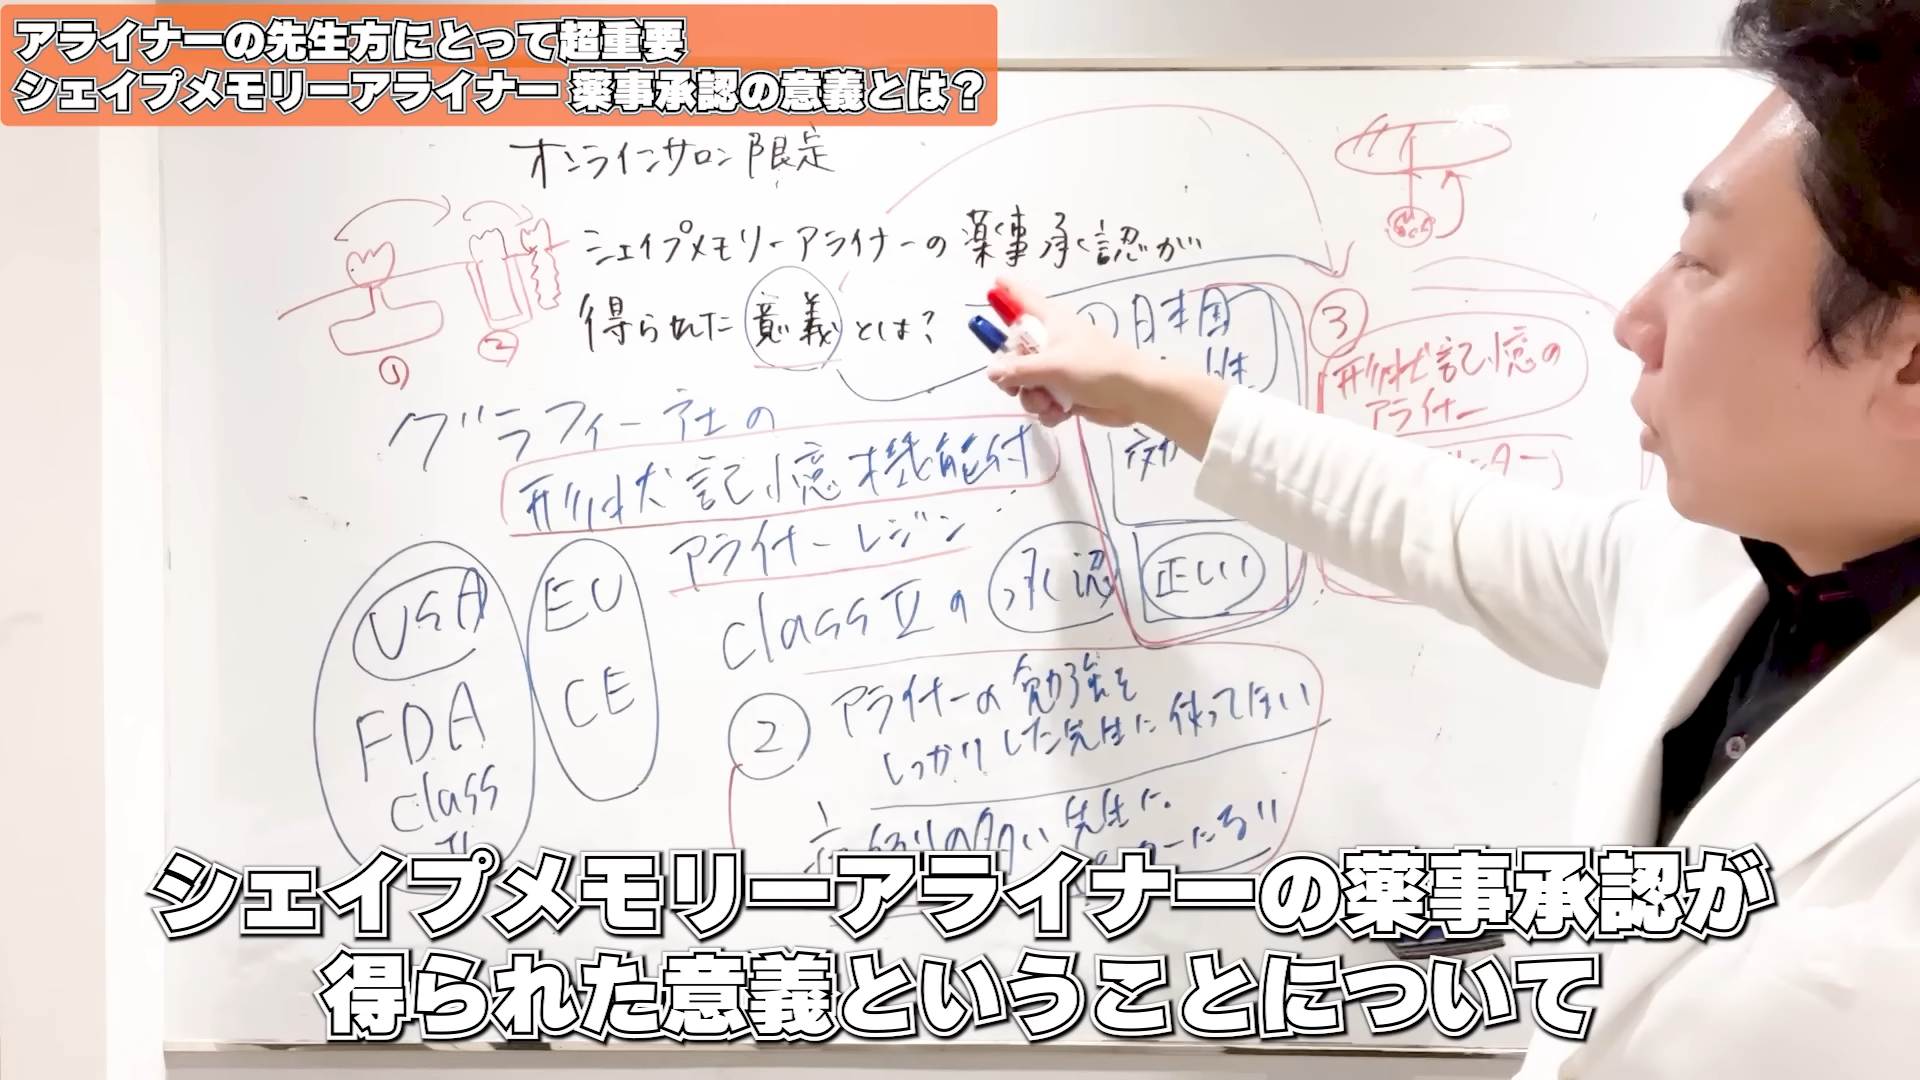 アライナーの先生方にとって超重要
シェイプメモリーアライナー 薬事承認の意義とは？
オンラインサロン限定
シェイプメモリーアライナーの薬事承認が
得られた意義とは？
① ②
グラフィー社の
形状記憶機能付
アライナーレジン
class Ⅱの承認
USA
FDA
class
EU
CE
日本国
正しい
③
形状記憶の
アライナー
② アライナーの勉強を
しっかりした先生に使って頂い
シェイプメモリーアライナーの薬事承認が
得られた意義ということについて